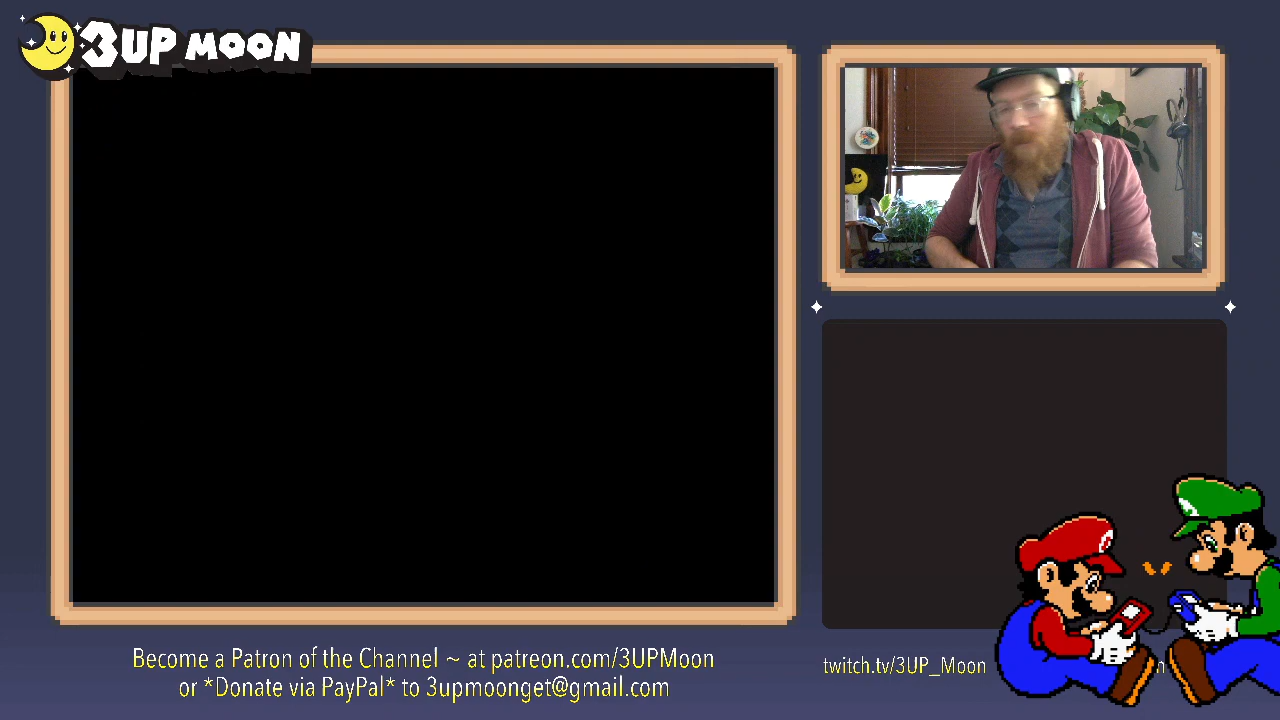 3UP MOON
Become a Patron of the Channel ~ at patreon.com/3UPMoon
or *Donate via PayPal* to 3upmoonget@gmail.com
twitch.tv/3UP_Moon